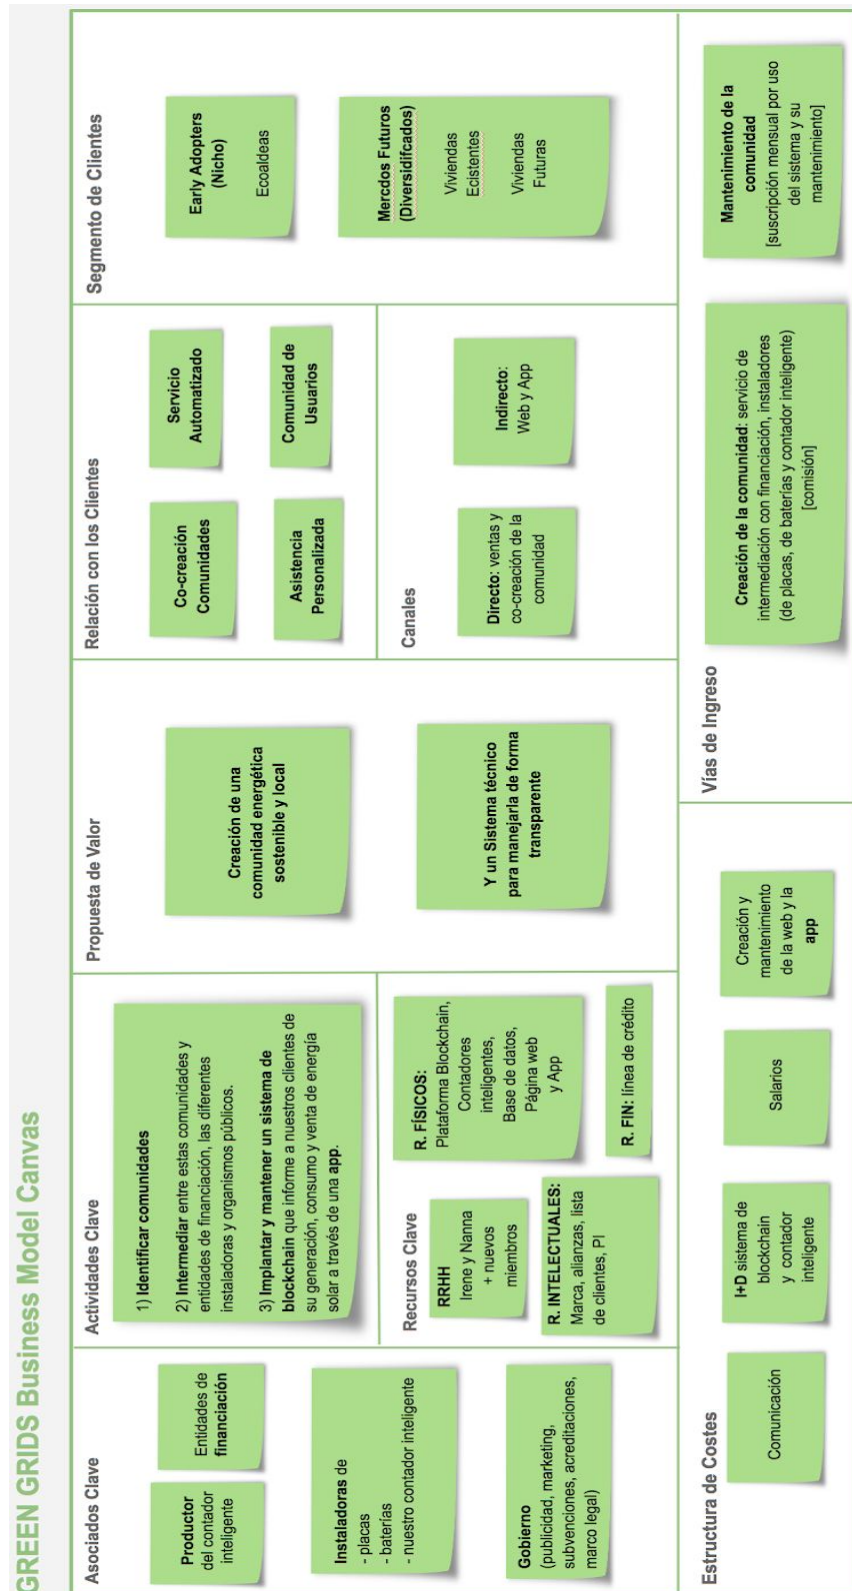 GREEN GRIDS Business Model Canvas
Asociados Clave
Productor
del contador
inteligente
Entidades de
financiación
Instaladoras de
- placas
- baterías
- nuestro contador inteligente
Gobierno
(publicidad, marketing,
subvenciones, acreditaciones,
marco legal)
Actividades Clave
1) Identificar comunidades
2) Intermediar entre estas comunidades y
entidades de financiación, las diferentes
instaladoras y organismos públicos.
3) Implantar y mantener un sistema de
blockchain que informe a nuestros clientes de
su generación, consumo y venta de energía
solar a través de una app.
Recursos Clave
RRHH
Irene y Nanna
+ nuevos
miembros
R. FÍSICOS:
Plataforma Blockchain,
Contadores
inteligentes,
Base de datos,
Página web
y App
R. INTELECTUALES:
Marca, alianzas, lista
de clientes, PI
R. FIN: línea de crédito
Propuesta de Valor
Creación de una
comunidad energética
sostenible y local
Y un Sistema técnico
para manejarla de forma
transparente
Relación con los Clientes
Co-creación
Comunidades
Servicio
Automatizado
Asistencia
Personalizada
Comunidad de
Usuarios
Canales
Directo: ventas y
co-creación de la
comunidad
Indirecto:
Web y App
Segmento de Clientes
Early Adopters
(Nicho)
Ecoaldeas
Mercdos Futuros
(Diversidifcados)
Viviendas
Ecistentes
Viviendas
Futuras
Estructura de Costes
Comunicación
I+D sistema de
blockchain
y contador
inteligente
Salarios
Creación y
mantenimiento
de la web y la
app
Vías de Ingreso
Creación de la comunidad: servicio de
intermediación con financiación, instaladores
(de placas, de baterías y contador inteligente)
[comisión]
Mantenimiento de la
comunidad
[suscripción mensual por uso
del sistema y su
mantenimiento]